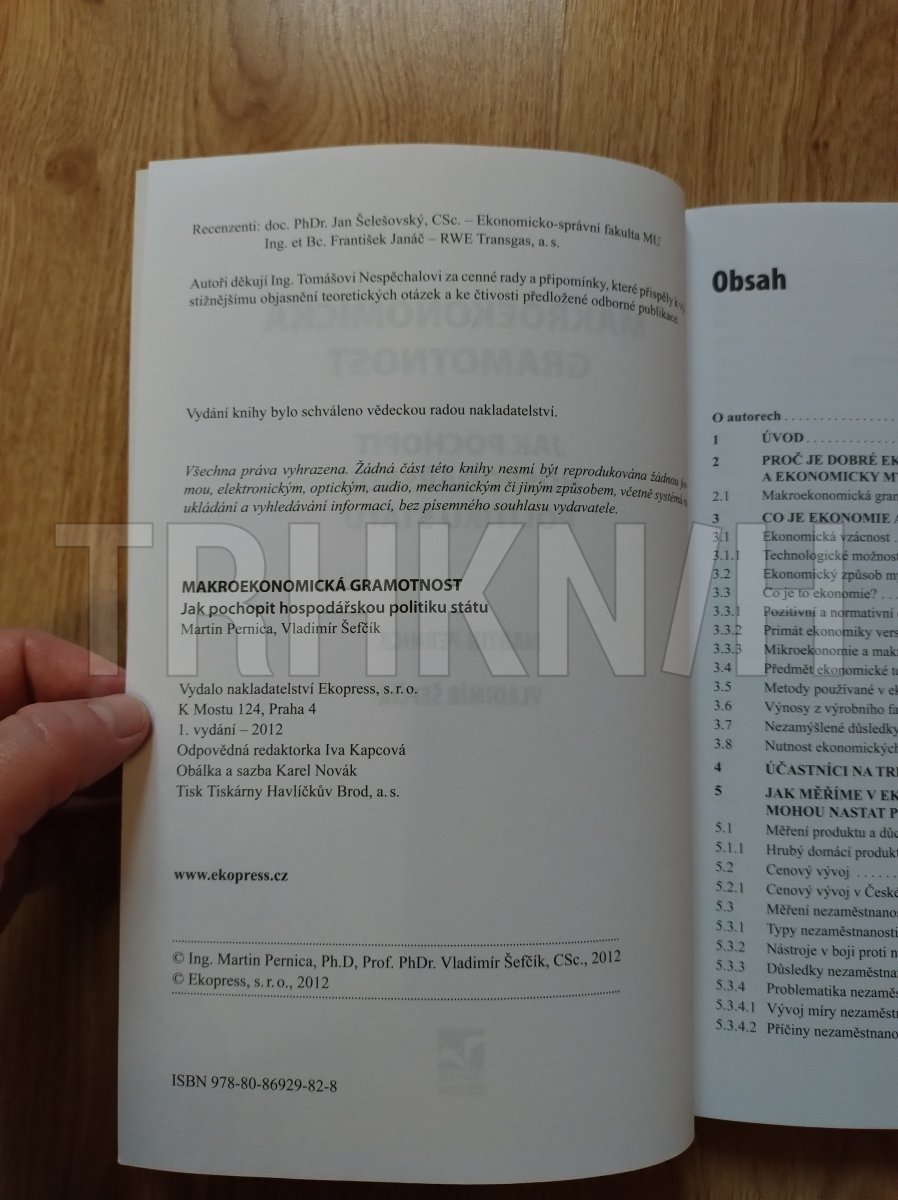 Recenzenti: doc. PhDr. Jan Šelešovský, CSc. – Ekonomicko-správní fakulta MU
Ing. et Bc. František Janáč – RWE Transgas, a. s.
Autoři děkují Ing. Tomášovi Nespěchalovi za cenné rady a připomínky, které přispěly k
stižnějšímu objasnění teoretických otázek a ke čtivosti předložené odborné publikace.
Vydání knihy bylo schváleno vědeckou radou nakladatelství.
Všechna práva vyhrazena. Žádná část této knihy nesmí být reprodukována žádnou for
mou, elektronickým, optickým, audio, mechanickým či jiným způsobem, včetně systémů
ukládání a vyhledávání informací, bez písemného souhlasu vydavatele.
TRHKNIH
MAKROEKONOMICKÁ GRAMOTNOST
Jak pochopit hospodářskou politiku státu
Martin Pernica, Vladimír Šefčík
Vydalo nakladatelství Ekopress, s. r. o.
K Mostu 124, Praha 4
1. vydání – 2012
Odpovědná redaktorka Iva Kapcová
Obálka a sazba Karel Novák
Tisk Tiskárny Havlíčkův Brod, a. s.
www.ekopress.cz
© Ing. Martin Pernica, Ph.D, Prof. PhDr. Vladimír Šefčík, CSc., 2012
© Ekopress, s. r. o., 2012
ISBN 978-80-86929-82-8
Obsah
O autorech
1 ÚVOD
2 PROČ JE DOBRÉ EK
A EKONOMICKY M
2.1 Makroekonomická gram
3 CO JE EKONOMIE A
3.1 Ekonomická vzácnost
3.1.1 Technologické možnost
3.2 Ekonomický způsob my
3.3 Co je to ekonomie?
3.3.1 Pozitivní a normativní
3.3.2 Primát ekonomiky vers
3.3.3 Mikroekonomie a makr
3.4 Předmět ekonomické te
3.5 Metody používané v ek
3.6 Výnosy z výrobního fa
3.7 Nezamýšlené důsledky
3.8 Nutnost ekonomických
4 ÚČASTNÍCI NA TR
5 JAK MĚŘÍME V EK
MOHOU NASTAT P
5.1 Měření produktu a důc
5.1.1 Hrubý domácí produkt
5.2 Cenový vývoj
5.2.1 Cenový vývoj v České
5.3 Měření nezaměstnanos
5.3.1 Typy nezaměstnanosti
5.3.2 Nástroje v boji proti n
5.3.3 Důsledky nezaměstna
5.3.4 Problematika nezaměs
5.3.4.1 Vývoj míry nezaměstn
5.3.4.2 Příčiny nezaměstnano